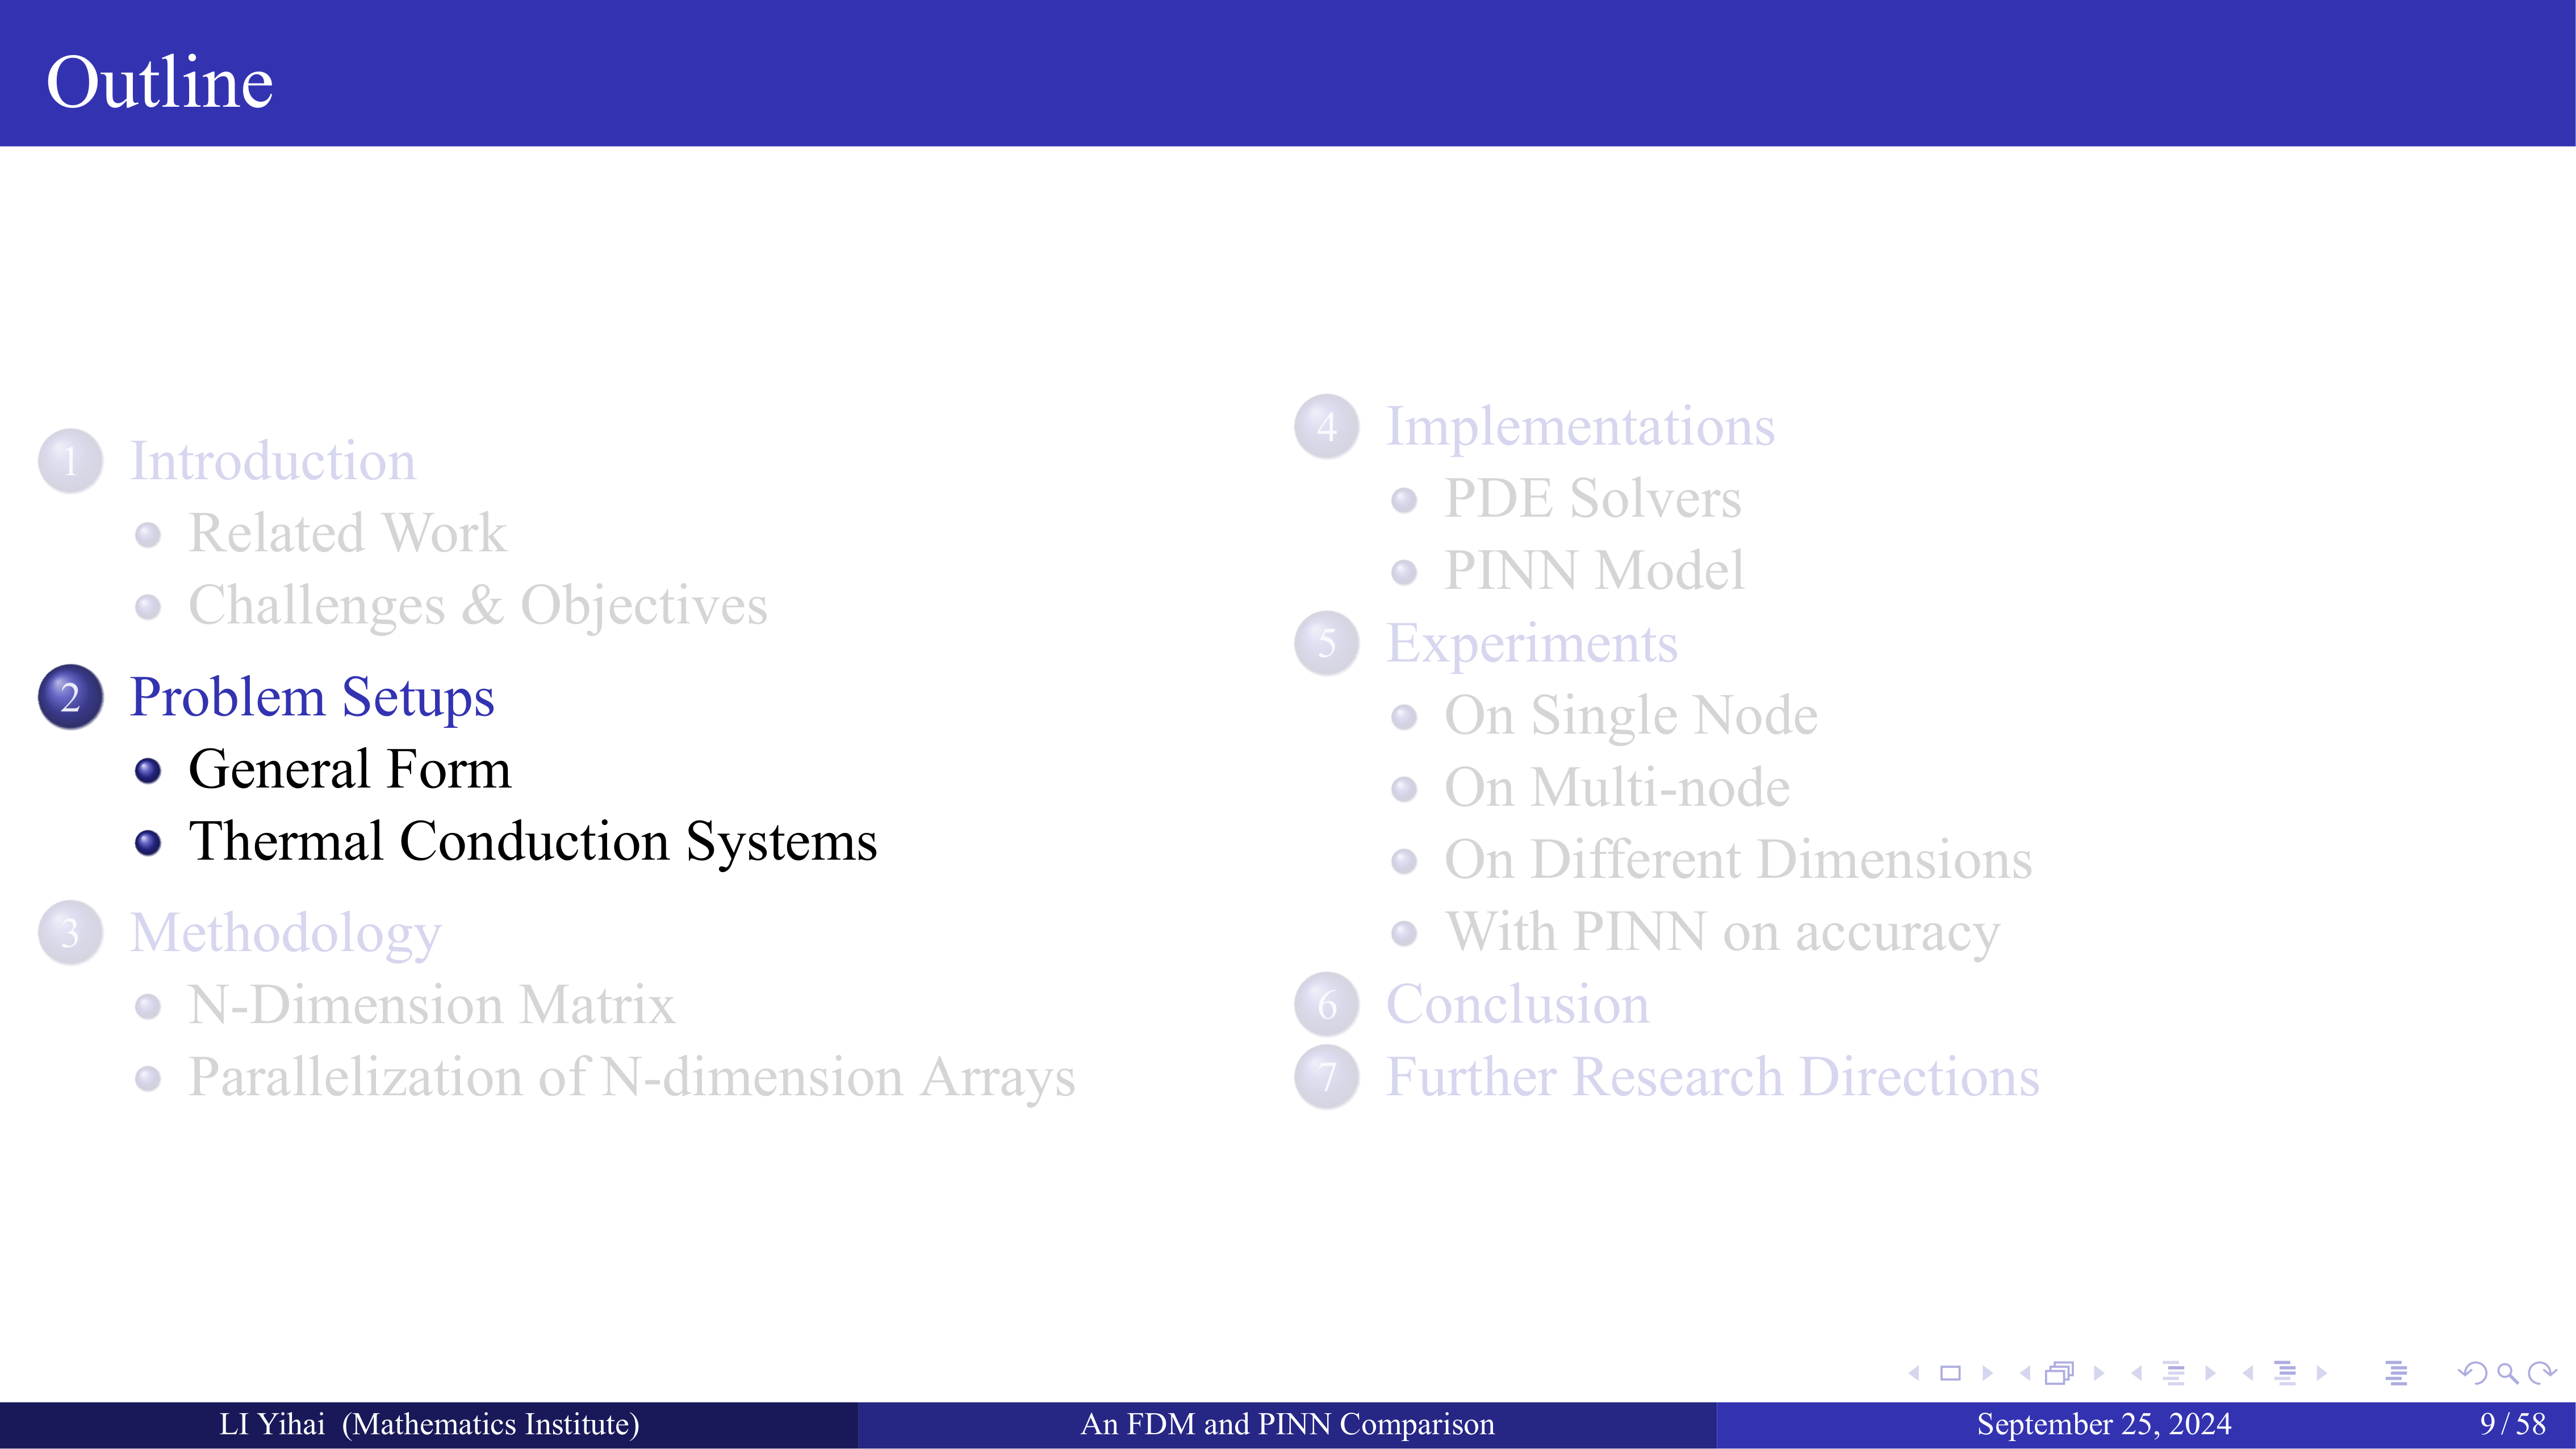 Outline
1 Introduction
Related Work
Challenges & Objectives
2 Problem Setups
General Form
Thermal Conduction Systems
3 Methodology
N-Dimension Matrix
Parallelization of N-dimension Arrays
4 Implementations
PDE Solvers
PINN Model
5 Experiments
On Single Node
On Multi-node
On Different Dimensions
With PINN on accuracy
6 Conclusion
7 Further Research Directions
LI Yihai (Mathematics Institute)
An FDM and PINN Comparison
September 25, 2024
9 / 58